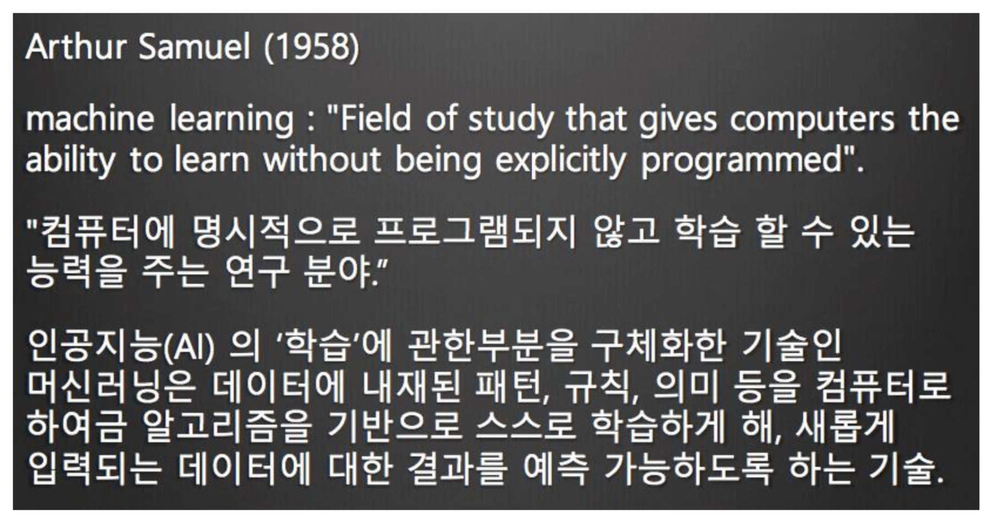 Arthur Samuel (1958)
machine learning : "Field of study that gives computers the
ability to learn without being explicitly programmed".
"컴퓨터에 명시적으로 프로그램되지 않고 학습 할 수 있는
능력을 주는 연구 분야.”
인공지능(AI) 의 ‘학습’에 관한부분을 구체화한 기술인
머신러닝은 데이터에 내재된 패턴, 규칙, 의미 등을 컴퓨터로
하여금 알고리즘을 기반으로 스스로 학습하게 해, 새롭게
입력되는 데이터에 대한 결과를 예측 가능하도록 하는 기술.